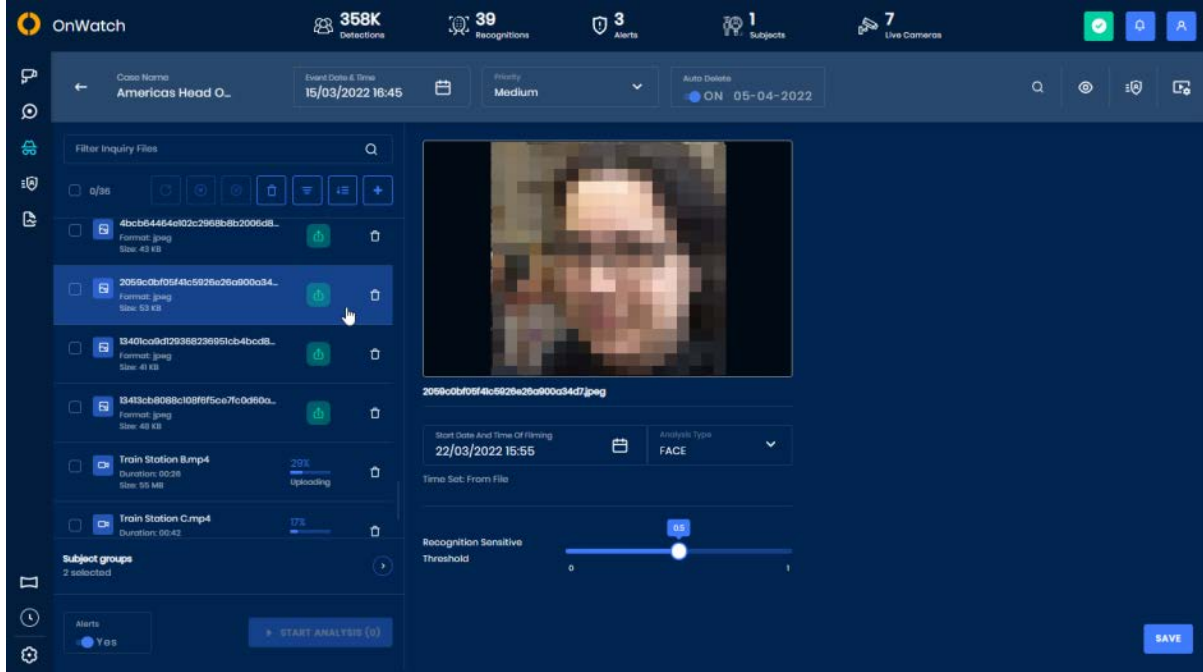 OnWatch
358K
Detections
39
Recognitions
3
Alerts
1
Subjects
7
Live Cameras
Case Name
Americas Head O...
Event Date & Time
15/03/2022 16:45
Priority
Medium
Auto Delete
ON 05-04-2022
Filter Inquiry Files
0/36
4bcb64464e102c2968b8b2006d8...
Format: jpeg
Size: 43 KB
2059c0bf05f41c5926e26a900a34...
Format: jpeg
Size: 53 KB
13401ca9d129368236951cb4bcd8...
Format: jpeg
Size: 41 KB
13413cb8088c108f6f5ce7fc0d60a...
Format: jpeg
Size: 48 KB
Train Station B.mp4
Duration: 00:26
Size: 55 MB
29%
Uploading
Train Station C.mp4
Duration: 00:42
17%
Subject groups
2 selected
Alerts
Yes
START ANALYSIS (0)
2059c0bf05f41c5926e26a900a34d7.jpeg
Start Date And Time Of Filming
22/03/2022 15:55
Analysis Type
FACE
Time Set: From File
Recognition Sensitive
Threshold
0.5
0
1
SAVE